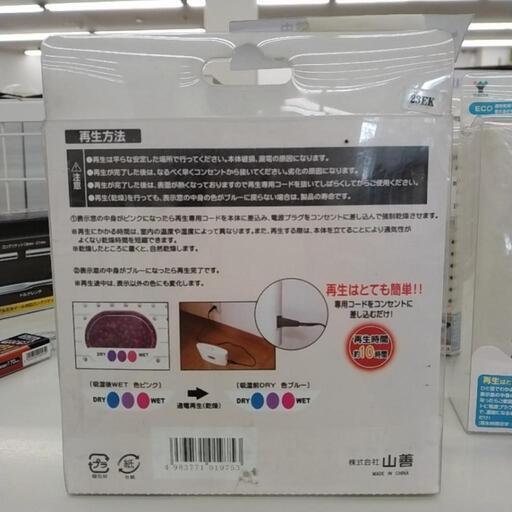 23EK
再生方法
注意
●再生は平らな安定した場所で行ってください。本体破損、漏電の原因になります。
●再生が完了した後は、なるべく早くコンセントから抜いてください。劣化の原因になります。
●再生が完了した後は、表面が熱くなっておりますので再生専用コードを抜いてしばらくしてからご使用ください。
●再生(乾燥)を行っても、表示窓の中身の色がブルーに戻らない場合は、製品の寿命です。
①表示窓の中身がピンクになったら再生専用コードを本体に差込み、電源プラグをコンセントに差し込んで強制乾燥させます。
※再生にかかる時間は、室内の温度や湿度によって異なります。また、再生する際は、本体を立てることにより通気性が
よくなり乾燥時間を短縮できます。
※乾燥したところに置くと、自然乾燥します。
②表示窓の中身がブルーになったら再生完了です。
※再生途中は、表示以外の色にも変化します。
再生はとても簡単!!
専用コードをコンセントに
差し込むだけ!
再生時間
約10時間
DRY WET
[吸湿後WET 色ピンク]
DRY WET
通電再生(乾燥)
[吸湿前DRY 色ブルー]
DRY WET
プラ
紙
4 983771 019753
株式会社 山善
MADE IN CHINA
ECO
再生は